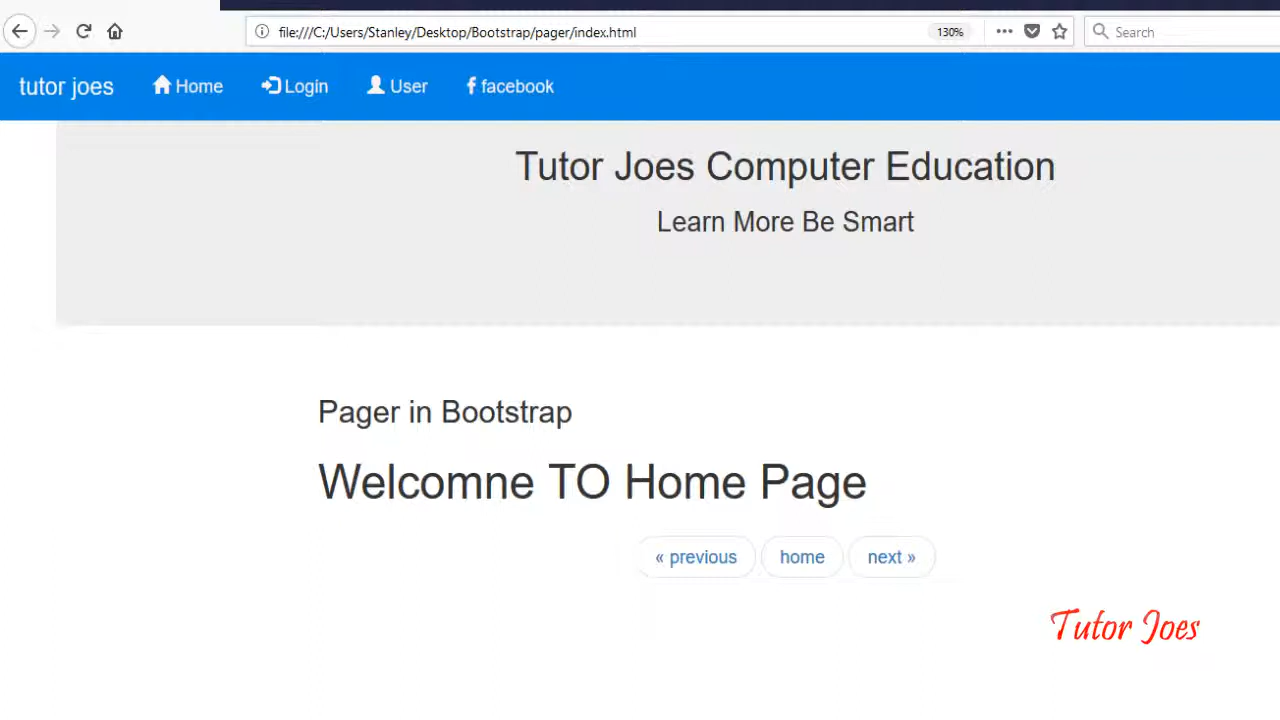 file:///C:/Users/Stanley/Desktop/Bootstrap/pager/index.html 130% Search
tutor joes Home Login User facebook
Tutor Joes Computer Education
Learn More Be Smart
Pager in Bootstrap
Welcomne TO Home Page
« previous home next »
Tutor Joes